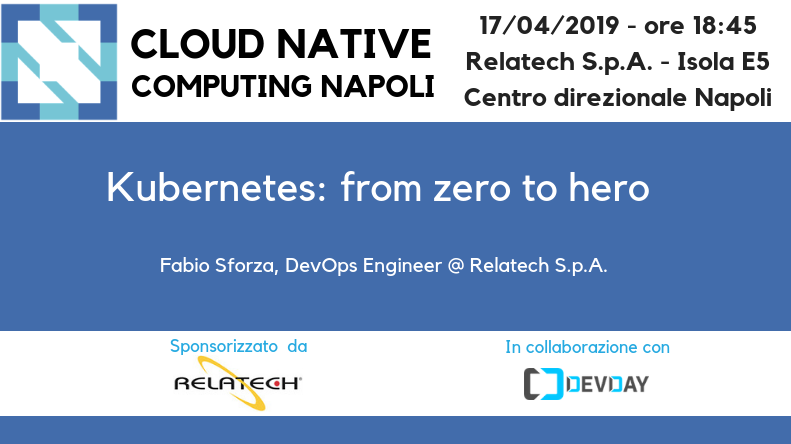 CLOUD NATIVE
COMPUTING NAPOLI
17/04/2019 - ore 18:45
Relatech S.p.A. - Isola E5
Centro direzionale Napoli
Kubernetes: from zero to hero
Fabio Sforza, DevOps Engineer @ Relatech S.p.A.
Sponsorizzato da
RELATECH®
In collaborazione con
DEVDAY